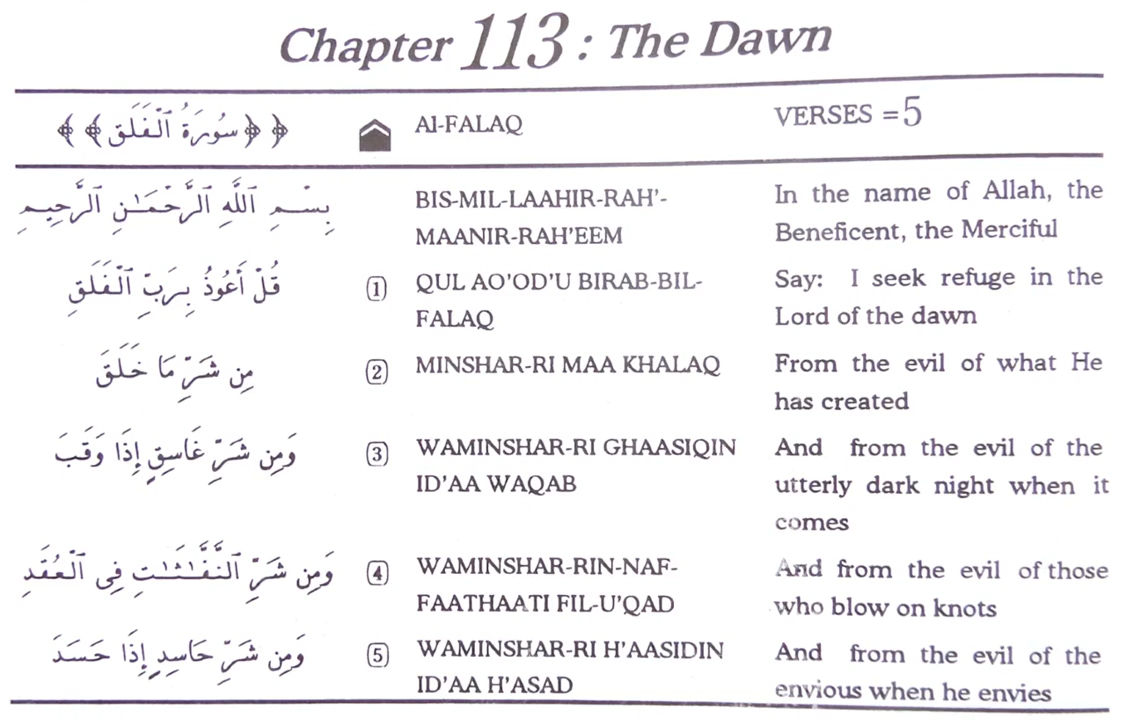 Chapter 113: The Dawn
﴿﴿ سُورَةُ ٱلْفَلَق ﴾﴾ Al-FALAQ VERSES =5
بِسْمِ ٱللَّهِ ٱلرَّحْمَـٰنِ ٱلرَّحِيمِ BIS-MIL-LAAHIR-RAH'- In the name of Allah, the
MAANIR-RAH'EEM Beneficent, the Merciful
قُلْ أَعُوذُ بِرَبِّ ٱلْفَلَقِ (1) QUL AO'OD'U BIRAB-BIL- Say: I seek refuge in the
FALAQ Lord of the dawn
مِن شَرِّ مَا خَلَقَ (2) MINSHAR-RI MAA KHALAQ From the evil of what He
has created
وَمِن شَرِّ غَاسِقٍ إِذَا وَقَبَ (3) WAMINSHAR-RI GHAASIQIN And from the evil of the
ID'AA WAQAB utterly dark night when it
comes
وَمِن شَرِّ ٱلنَّفَّـٰثَـٰتِ فِى ٱلْعُقَدِ (4) WAMINSHAR-RIN-NAF- And from the evil of those
FAATHAATI FIL-U'QAD who blow on knots
وَمِن شَرِّ حَاسِدٍ إِذَا حَسَدَ (5) WAMINSHAR-RI H'AASIDIN And from the evil of the
ID'AA H'ASAD envious when he envies